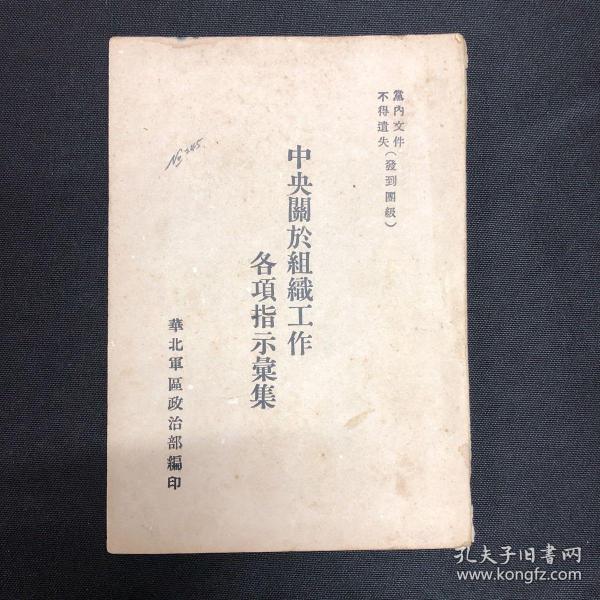 黨內文件
不得遺失（發到團級）
中央關於組織工作
各項指示彙集
華北軍區政治部編印
№ 245
孔夫子旧书网
www.kongfz.com